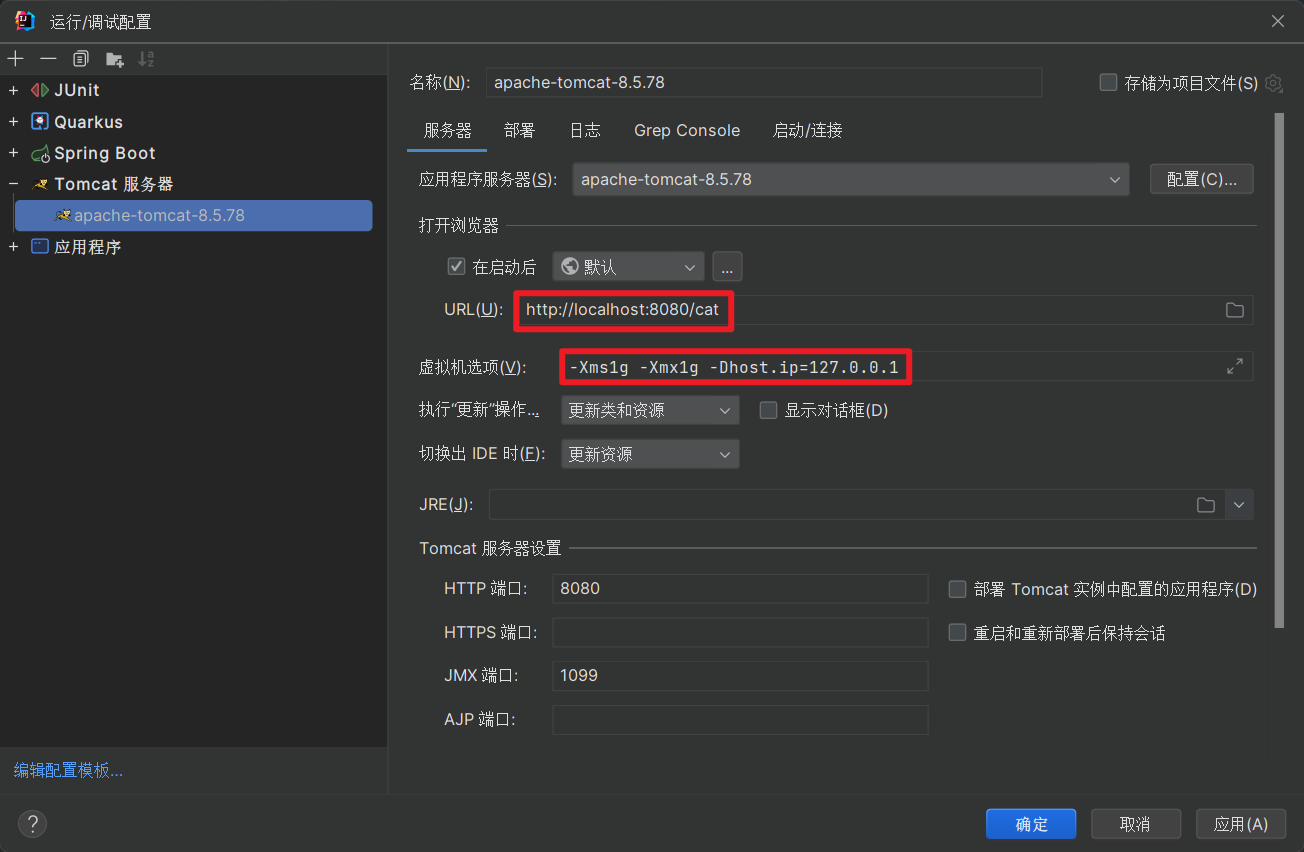 运行/调试配置
JUnit
Quarkus
Spring Boot
Tomcat 服务器
apache-tomcat-8.5.78
应用程序
编辑配置模板...
名称(N): apache-tomcat-8.5.78 存储为项目文件(S)
服务器 部署 日志 Grep Console 启动/连接
应用程序服务器(S): apache-tomcat-8.5.78 配置(C)...
打开浏览器
在启动后 默认 ...
URL(U): http://localhost:8080/cat
虚拟机选项(V): -Xms1g -Xmx1g -Dhost.ip=127.0.0.1
执行“更新”操作... 更新类和资源 显示对话框(D)
切换出 IDE 时(F): 更新资源
JRE(J):
Tomcat 服务器设置
HTTP 端口: 8080 部署 Tomcat 实例中配置的应用程序(D)
HTTPS 端口: 重启和重新部署后保持会话
JMX 端口: 1099
AJP 端口:
? 确定 取消 应用(A)